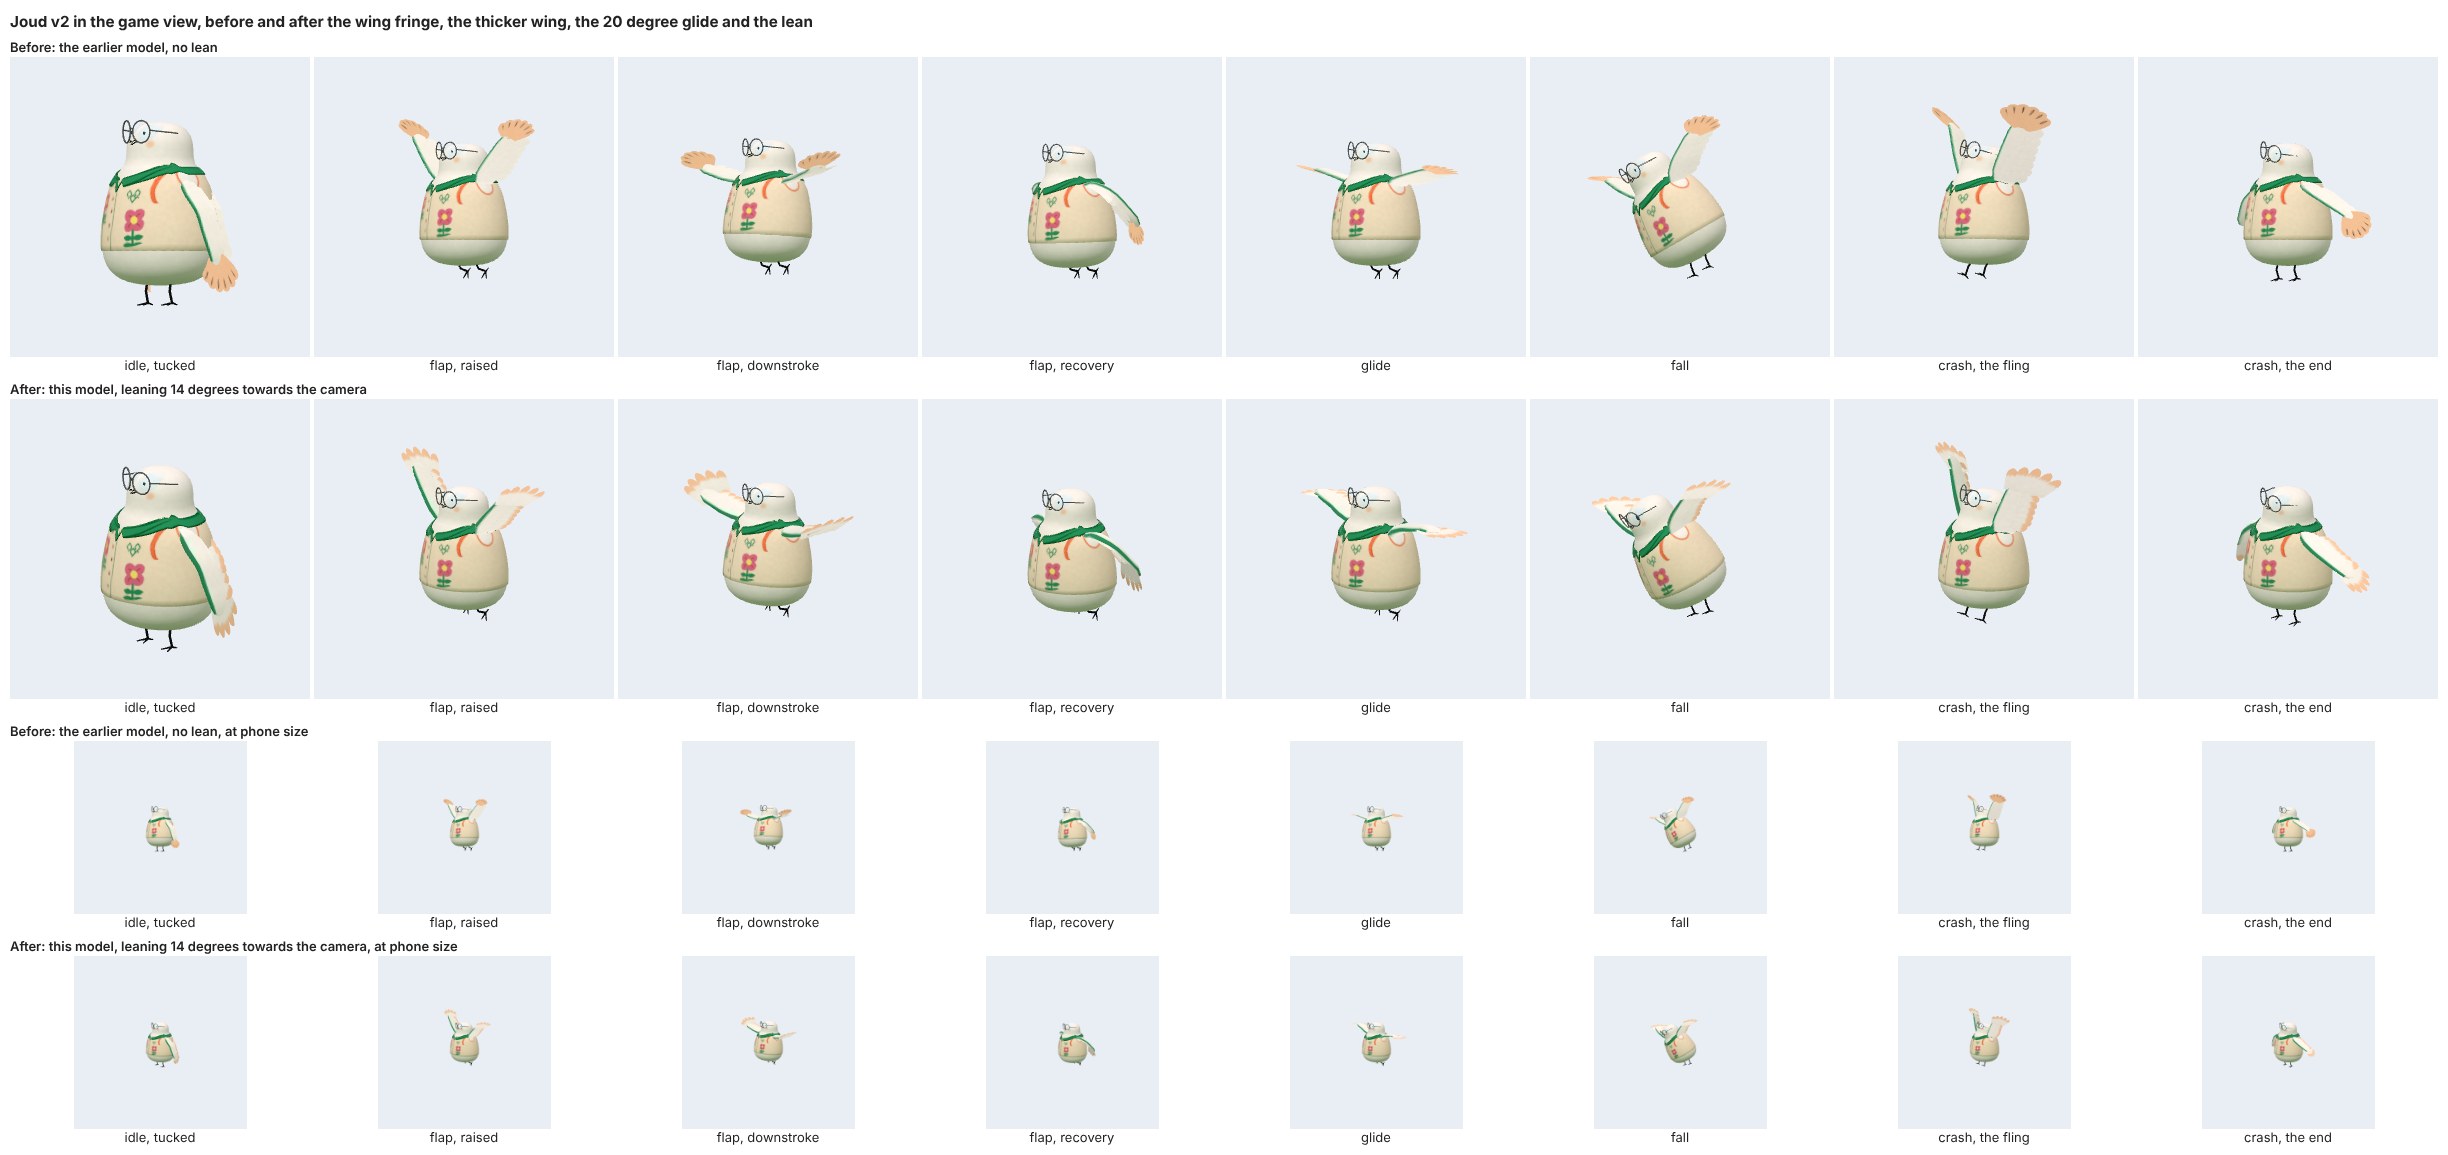 Joud v2 in the game view, before and after the wing fringe, the thicker wing, the 20 degree glide and the lean
Before: the earlier model, no lean
idle, tucked
flap, raised
flap, downstroke
flap, recovery
glide
fall
crash, the fling
crash, the end
After: this model, leaning 14 degrees towards the camera
idle, tucked
flap, raised
flap, downstroke
flap, recovery
glide
fall
crash, the fling
crash, the end
Before: the earlier model, no lean, at phone size
idle, tucked
flap, raised
flap, downstroke
flap, recovery
glide
fall
crash, the fling
crash, the end
After: this model, leaning 14 degrees towards the camera, at phone size
idle, tucked
flap, raised
flap, downstroke
flap, recovery
glide
fall
crash, the fling
crash, the end